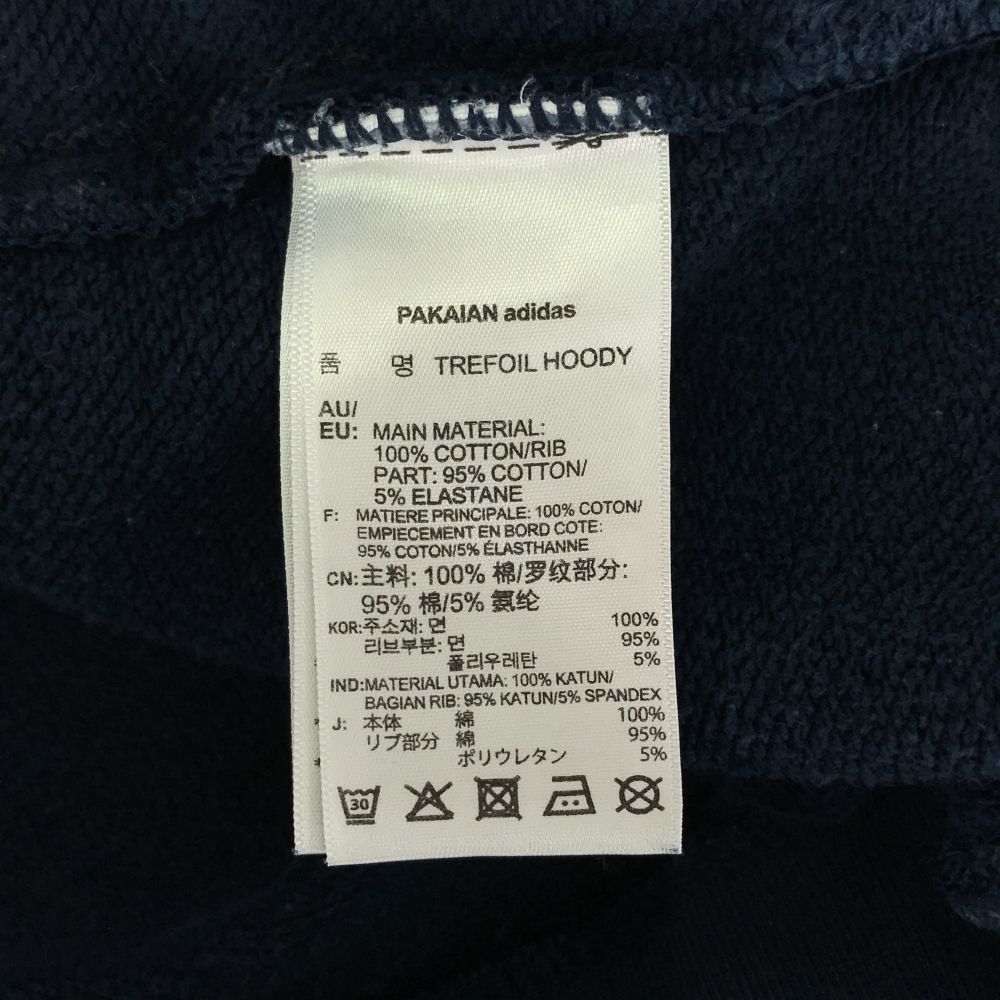 PAKAIAN adidas
품 명 TREFOIL HOODY
AU/
EU: MAIN MATERIAL:
100% COTTON/RIB
PART: 95% COTTON/
5% ELASTANE
F: MATIERE PRINCIPALE: 100% COTON/
EMPIECEMENT EN BORD COTE:
95% COTON/5% ÉLASTHANNE
CN: 主料: 100% 棉/罗纹部分:
95% 棉/5% 氨纶
KOR: 주소재: 면 100%
리브부분: 면 95%
폴리우레탄 5%
IND: MATERIAL UTAMA: 100% KATUN/
BAGIAN RIB: 95% KATUN/5% SPANDEX
J: 本体 綿 100%
リブ部分 綿 95%
ポリウレタン 5%
30